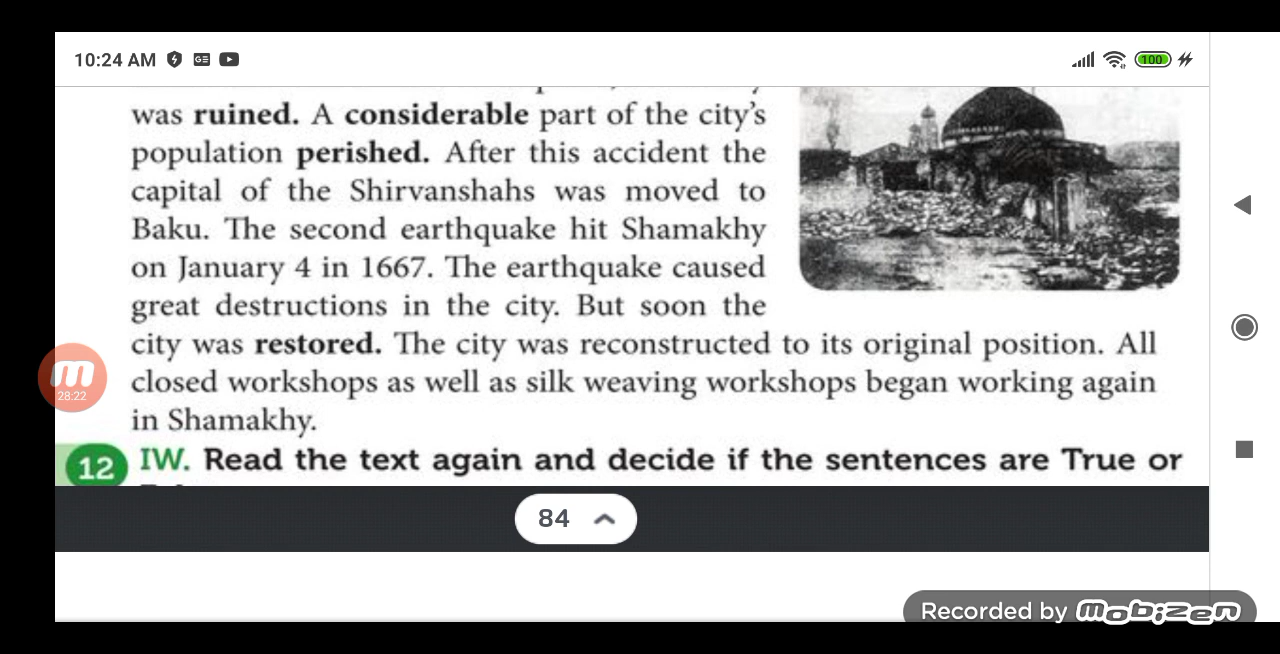 10:24 AM
100
was ruined. A considerable part of the city's
population perished. After this accident the
capital of the Shirvanshahs was moved to
Baku. The second earthquake hit Shamakhy
on January 4 in 1667. The earthquake caused
great destructions in the city. But soon the
city was restored. The city was reconstructed to its original position. All
closed workshops as well as silk weaving workshops began working again
in Shamakhy.
28:22
12 IW. Read the text again and decide if the sentences are True or
84
Recorded by mobizen